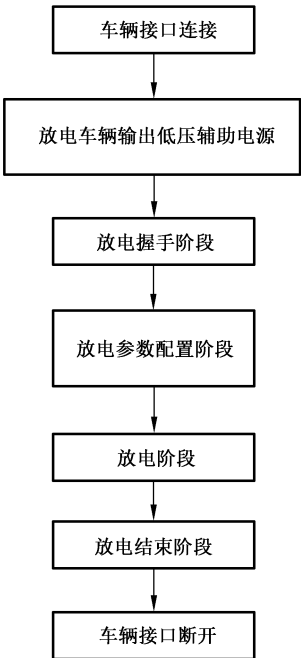 车辆接口连接
放电车辆输出低压辅助电源
放电握手阶段
放电参数配置阶段
放电阶段
放电结束阶段
车辆接口断开